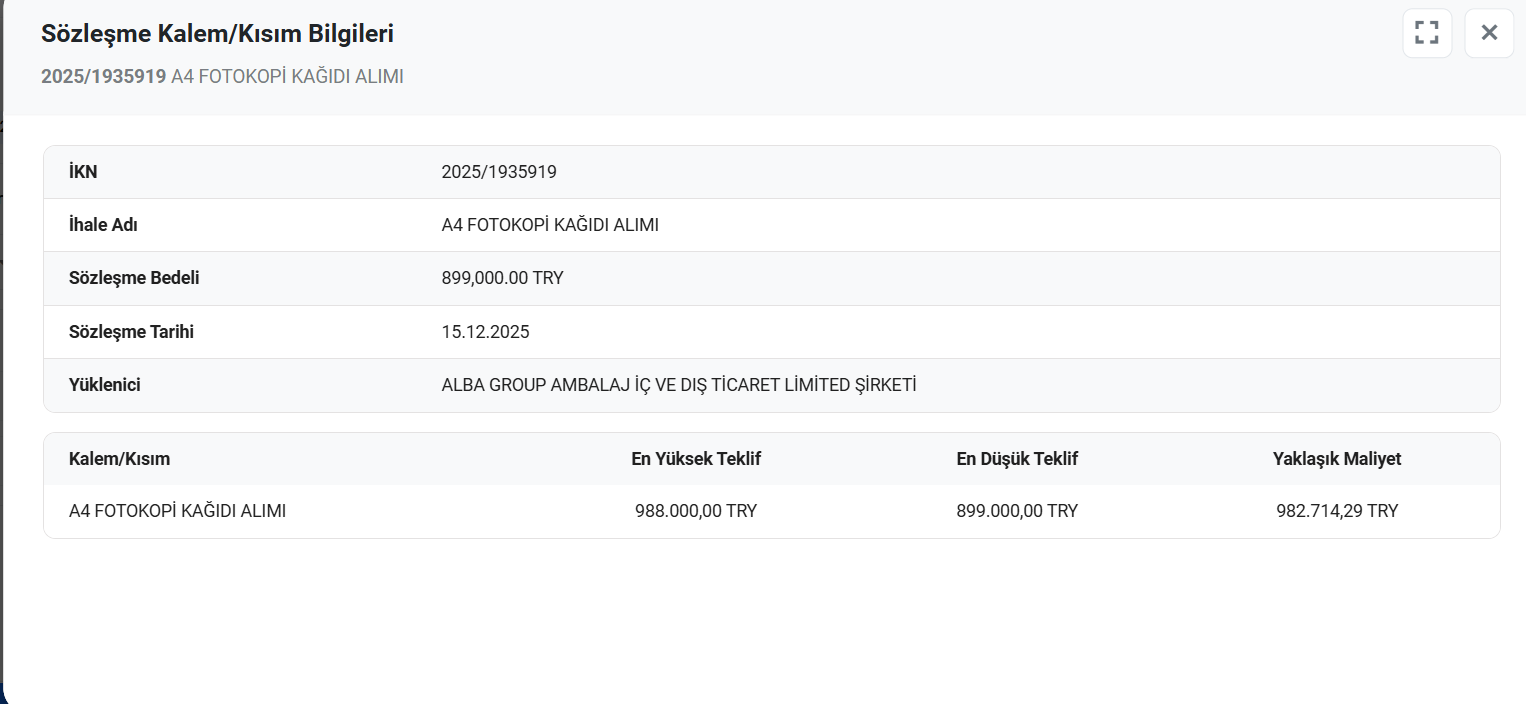 Sözleşme Kalem/Kısım Bilgileri
2025/1935919 A4 FOTOKOPİ KAĞIDI ALIMI
İKN 2025/1935919
İhale Adı A4 FOTOKOPİ KAĞIDI ALIMI
Sözleşme Bedeli 899,000.00 TRY
Sözleşme Tarihi 15.12.2025
Yüklenici ALBA GROUP AMBALAJ İÇ VE DIŞ TİCARET LİMİTED ŞİRKETİ
Kalem/Kısım En Yüksek Teklif En Düşük Teklif Yaklaşık Maliyet
A4 FOTOKOPİ KAĞIDI ALIMI 988.000,00 TRY 899.000,00 TRY 982.714,29 TRY